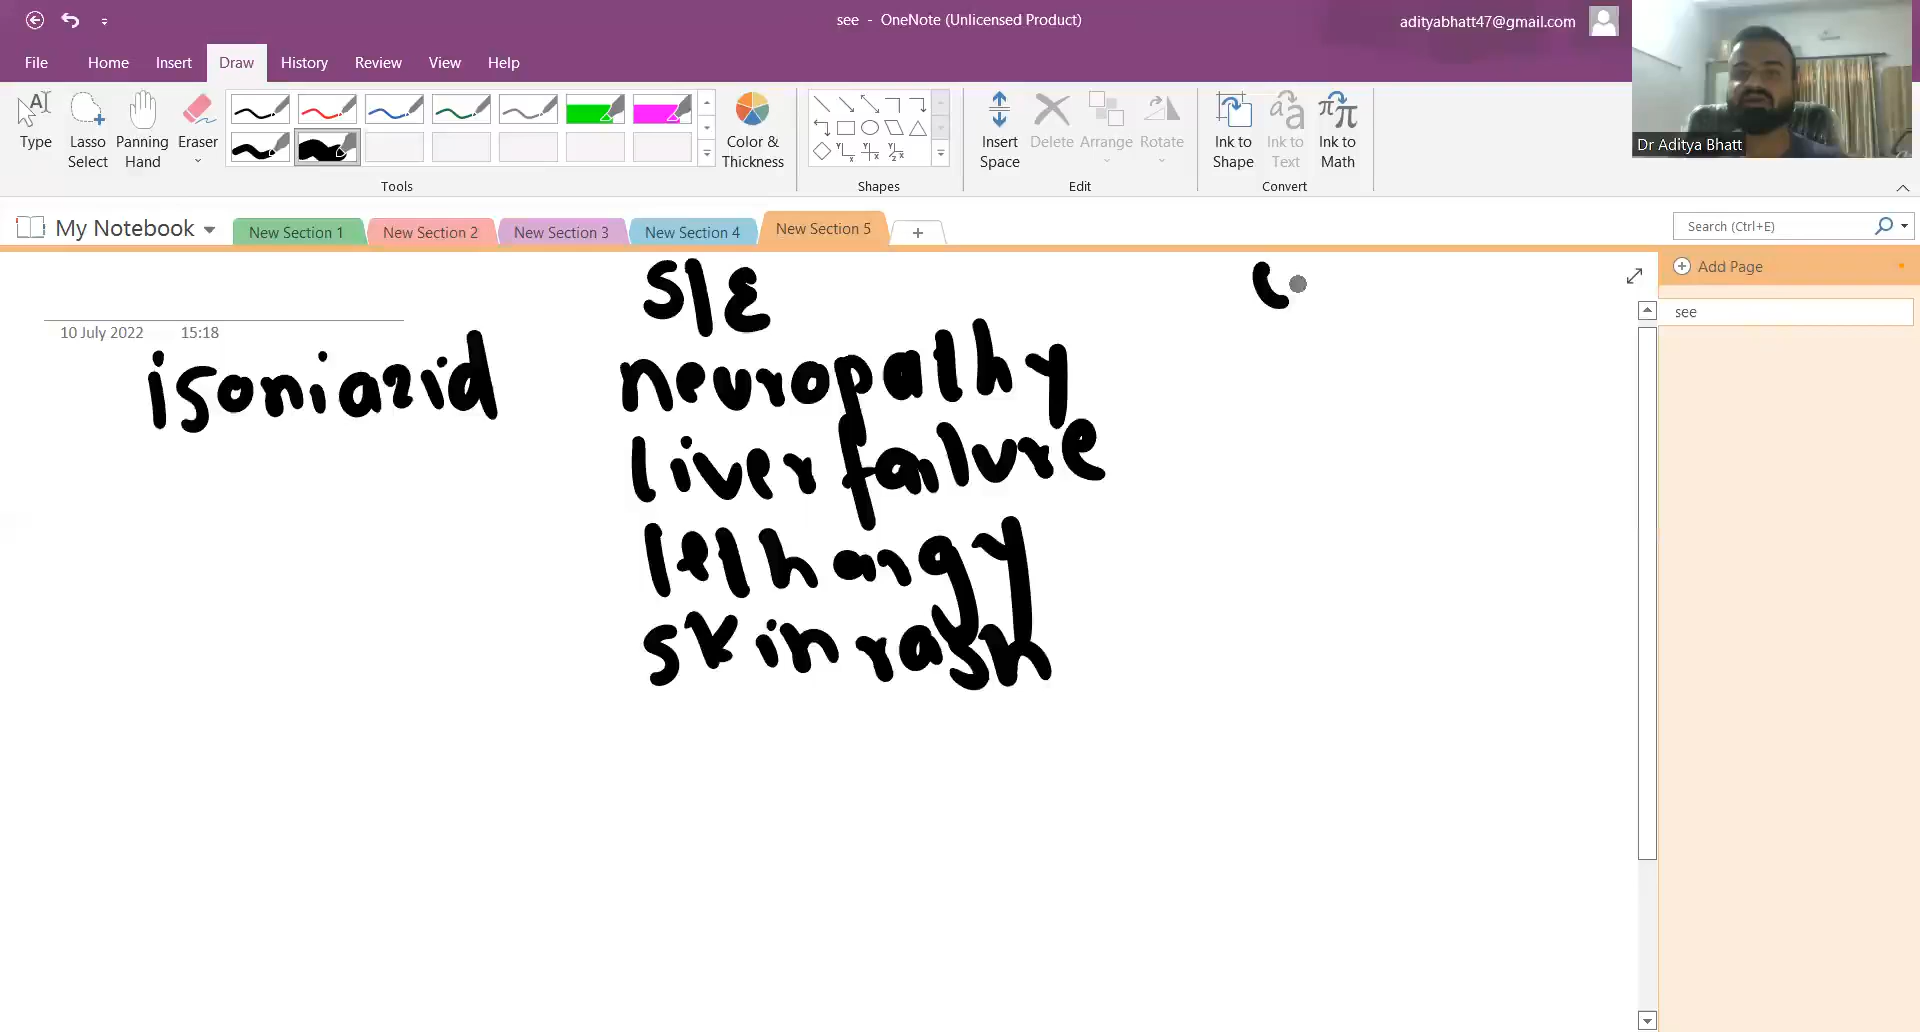 see - OneNote (Unlicensed Product)
adityabhatt47@gmail.com
File Home Insert Draw History Review View Help
Type
Lasso Select
Panning Hand
Eraser
Color & Thickness
Insert Space
Delete
Arrange
Rotate
Ink to Shape
Ink to Text
Ink to Math
Tools
Shapes
Edit
Convert
Dr Aditya Bhatt
My Notebook
New Section 1
New Section 2
New Section 3
New Section 4
New Section 5
Search (Ctrl+E)
Add Page
see
10 July 2022 15:18
S/E
isoniazid
neuropathy
liver failure
lethargy
skin rash